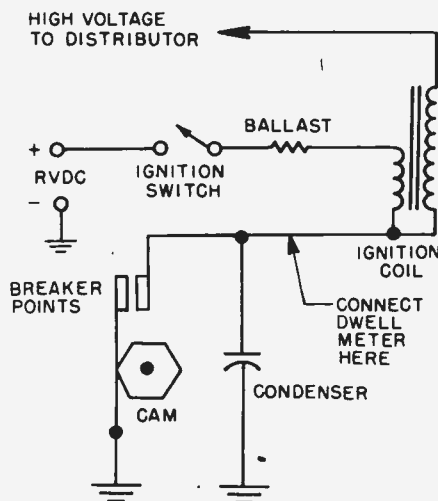 HIGH VOLTAGE
TO DISTRIBUTOR
BALLAST
+
RVDC
-
IGNITION
SWITCH
IGNITION
COIL
BREAKER
POINTS
CONNECT
DWELL
METER
HERE
CONDENSER
CAM